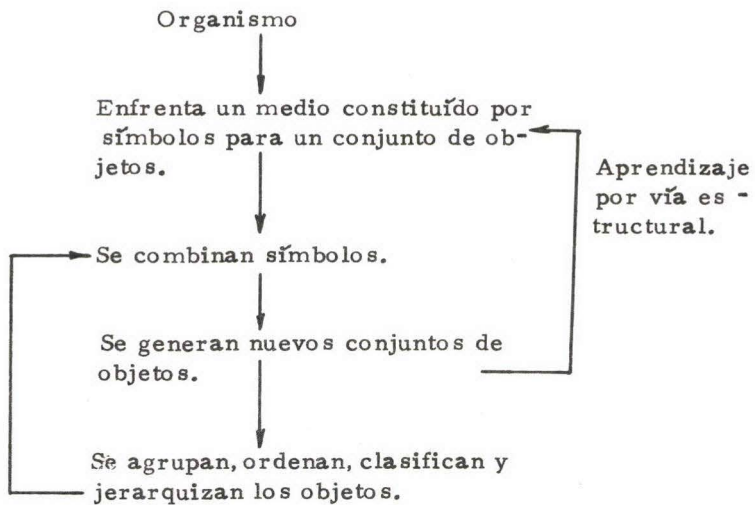 Organismo
Enfrenta un medio constituído por
símbolos para un conjunto de ob-
jetos.
Aprendizaje
por vía es -
tructural.
Se combinan símbolos.
Se generan nuevos conjuntos de
objetos.
Se agrupan, ordenan, clasifican y
jerarquizan los objetos.